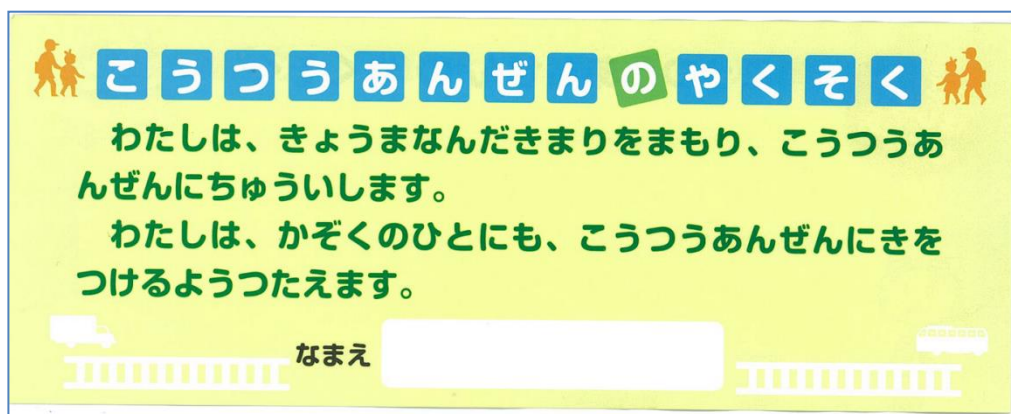 こうつうあんぜんのやくそく
わたしは、きょうまなんだきまりをまもり、こうつうあ
んぜんにちゅういします。
わたしは、かぞくのひとにも、こうつうあんぜんにきを
つけるようつたえます。
なまえ